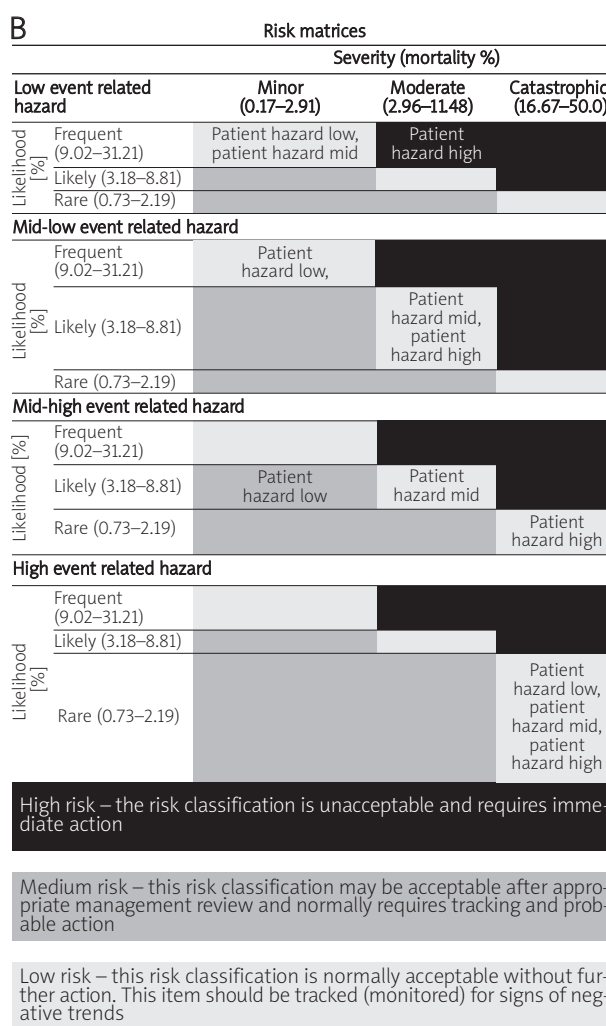 B
Risk matrices
Severity (mortality %)
Low event related hazard
Minor (0.17–2.91)
Moderate (2.96–11.48)
Catastrophic (16.67–50.0)
Likelihood [%]
Frequent (9.02–31.21)
Patient hazard low,
patient hazard mid
Patient
hazard high
Likely (3.18–8.81)
Rare (0.73–2.19)
Mid-low event related hazard
Likelihood [%]
Frequent
(9.02–31.21)
Patient
hazard low,
Likely (3.18–8.81)
Patient
hazard mid,
patient
hazard high
Rare (0.73–2.19)
Mid-high event related hazard
Likelihood [%]
Frequent
(9.02–31.21)
Likely (3.18–8.81)
Patient
hazard low
Patient
hazard mid
Rare (0.73–2.19)
Patient
hazard high
High event related hazard
Likelihood [%]
Frequent
(9.02–31.21)
Likely (3.18–8.81)
Rare (0.73–2.19)
Patient
hazard low,
patient
hazard mid,
patient
hazard high
High risk – the risk classification is unacceptable and requires imme-
diate action
Medium risk – this risk classification may be acceptable after appro-
priate management review and normally requires tracking and prob-
able action
Low risk – this risk classification is normally acceptable without fur-
ther action. This item should be tracked (monitored) for signs of neg-
ative trends